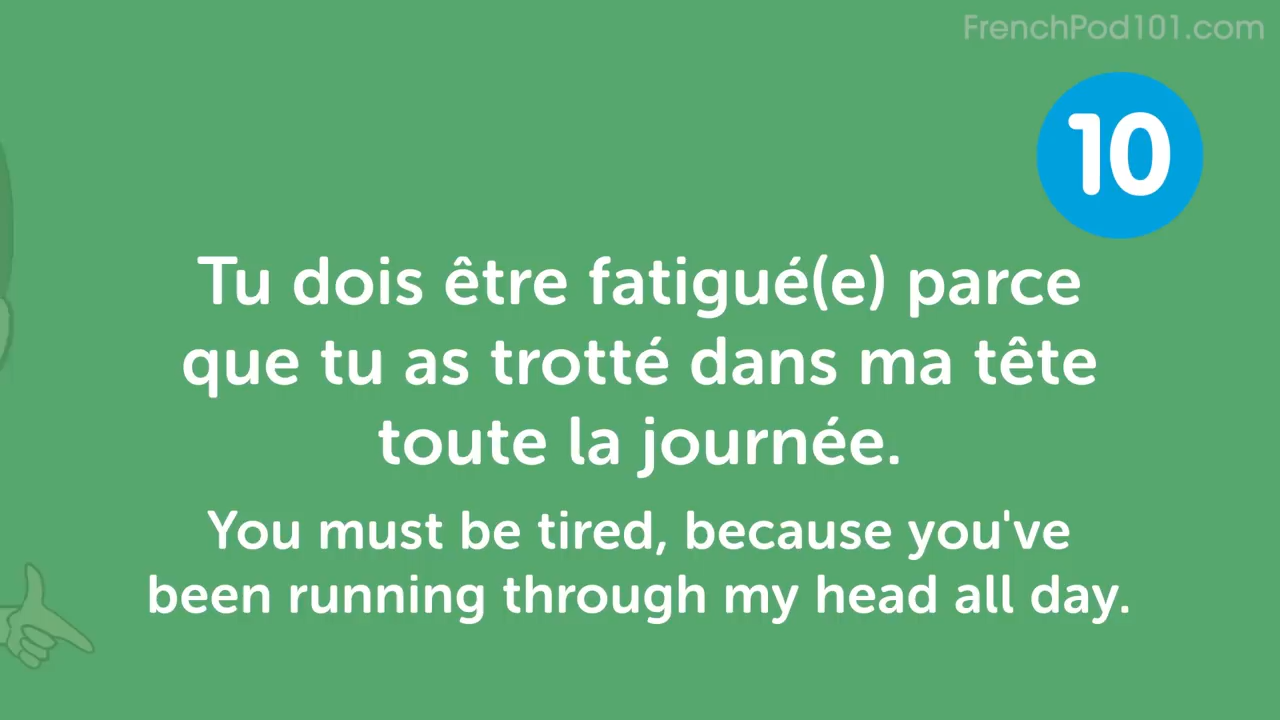 FrenchPod101.com
10
Tu dois être fatigué(e) parce
que tu as trotté dans ma tête
toute la journée.
You must be tired, because you've
been running through my head all day.